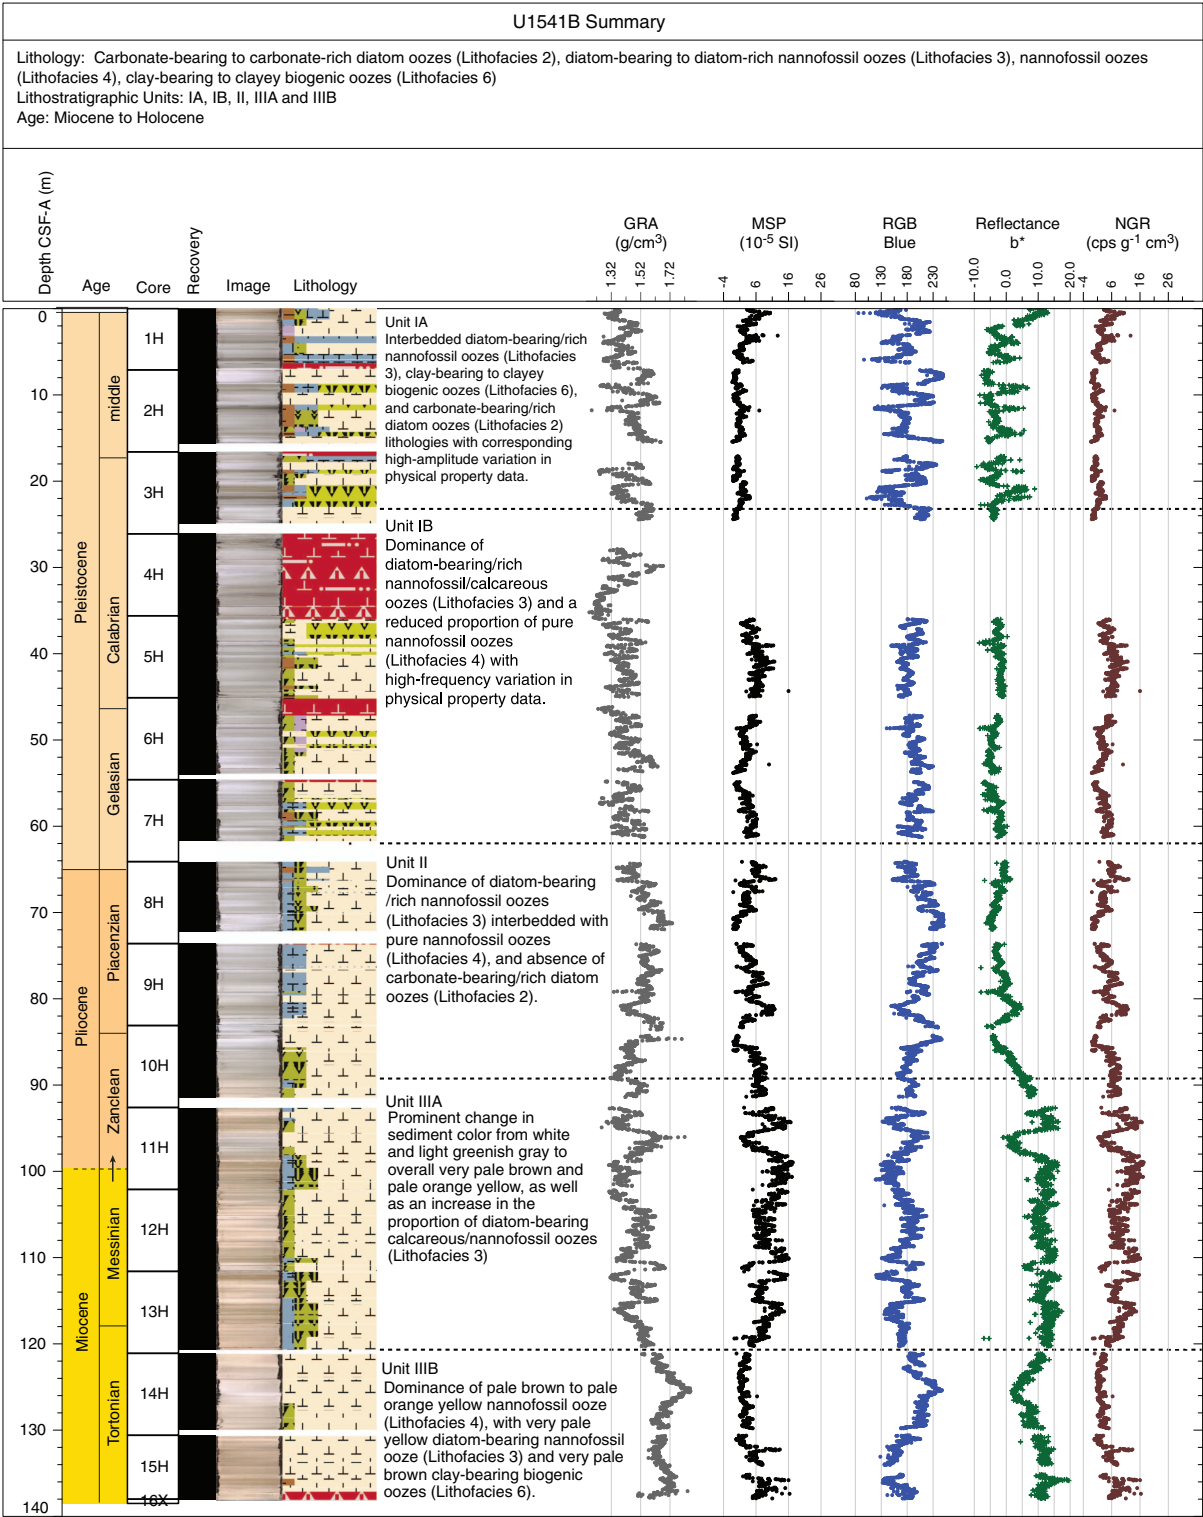 U1541B Summary
Lithology: Carbonate-bearing to carbonate-rich diatom oozes (Lithofacies 2), diatom-bearing to diatom-rich nannofossil oozes (Lithofacies 3), nannofossil oozes
(Lithofacies 4), clay-bearing to clayey biogenic oozes (Lithofacies 6)
Lithostratigraphic Units: IA, IB, II, IIIA and IIIB
Age: Miocene to Holocene
Depth CSF-A (m)
Age
Core
Recovery
Image
Lithology
GRA
(g/cm³)
1.32 1.52 1.72
MSP
(10⁻⁵ SI)
-4 6 16 26
RGB
Blue
80 130 180 230
Reflectance
b*
-10.0 0.0 10.0 20.0
NGR
(cps g⁻¹ cm³)
-4 6 16 26
0
10
20
30
40
50
60
70
80
90
100
110
120
130
140
Pleistocene
Pliocene
Miocene
middle
Calabrian
Gelasian
Piacenzian
Zanclean
Messinian
Tortonian
1H
2H
3H
4H
5H
6H
7H
8H
9H
10H
11H
12H
13H
14H
15H
16X
Unit IA
Interbedded diatom-bearing/rich
nannofossil oozes (Lithofacies
3), clay-bearing to clayey
biogenic oozes (Lithofacies 6),
and carbonate-bearing/rich
diatom oozes (Lithofacies 2)
lithologies with corresponding
high-amplitude variation in
physical property data.
Unit IB
Dominance of
diatom-bearing/rich
nannofossil/calcareous
oozes (Lithofacies 3) and a
reduced proportion of pure
nannofossil oozes
(Lithofacies 4) with
high-frequency variation in
physical property data.
Unit II
Dominance of diatom-bearing
/rich nannofossil oozes
(Lithofacies 3) interbedded with
pure nannofossil oozes
(Lithofacies 4), and absence of
carbonate-bearing/rich diatom
oozes (Lithofacies 2).
Unit IIIA
Prominent change in
sediment color from white
and light greenish gray to
overall very pale brown and
pale orange yellow, as well
as an increase in the
proportion of diatom-bearing
calcareous/nannofossil oozes
(Lithofacies 3)
Unit IIIB
Dominance of pale brown to pale
orange yellow nannofossil ooze
(Lithofacies 4), with very pale
yellow diatom-bearing nannofossil
ooze (Lithofacies 3) and very pale
brown clay-bearing biogenic
oozes (Lithofacies 6).